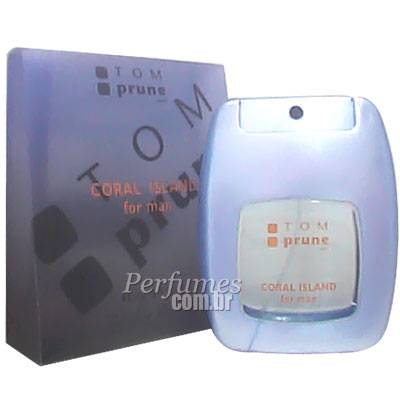 TOM
prune
TOM
prune
CORAL ISLAND
for man
TOM
prune
CORAL ISLAND
for man
Perfumes
.com.br